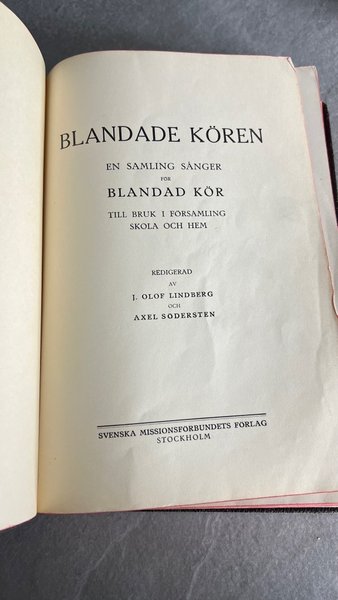 BLANDADE KÖREN
EN SAMLING SÅNGER
FÖR
BLANDAD KÖR
TILL BRUK I FÖRSAMLING
SKOLA OCH HEM
REDIGERAD
AV
J. OLOF LINDBERG
OCH
AXEL SÖDERSTEN
SVENSKA MISSIONSFÖRBUNDETS FÖRLAG
STOCKHOLM